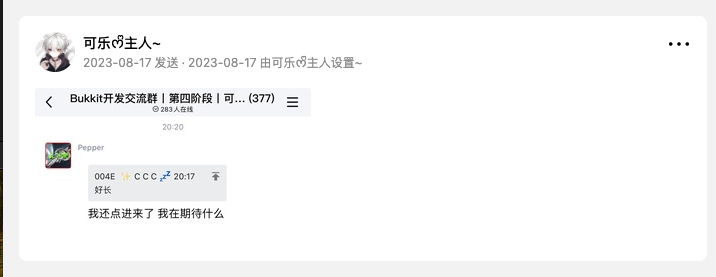 可乐ෆ主人~
2023-08-17 发送 · 2023-08-17 由可乐ෆ主人设置~
Bukkit开发交流群丨第四阶段丨可... (377)
283人在线
20:20
Pepper
004E ✨ C C C 💤 20:17
好长
我还点进来了 我在期待什么